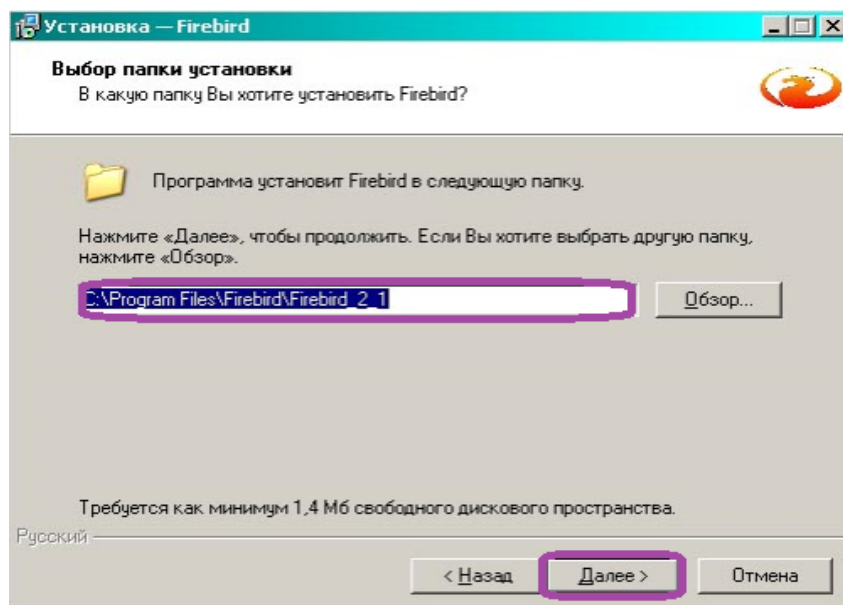 Установка — Firebird
Выбор папки установки
В какую папку Вы хотите установить Firebird?
Программа установит Firebird в следующую папку.
Нажмите «Далее», чтобы продолжить. Если Вы хотите выбрать другую папку,
нажмите «Обзор».
C:\Program Files\Firebird\Firebird_2_1
Обзор...
Требуется как минимум 1,4 Мб свободного дискового пространства.
Русский
< Назад
Далее >
Отмена